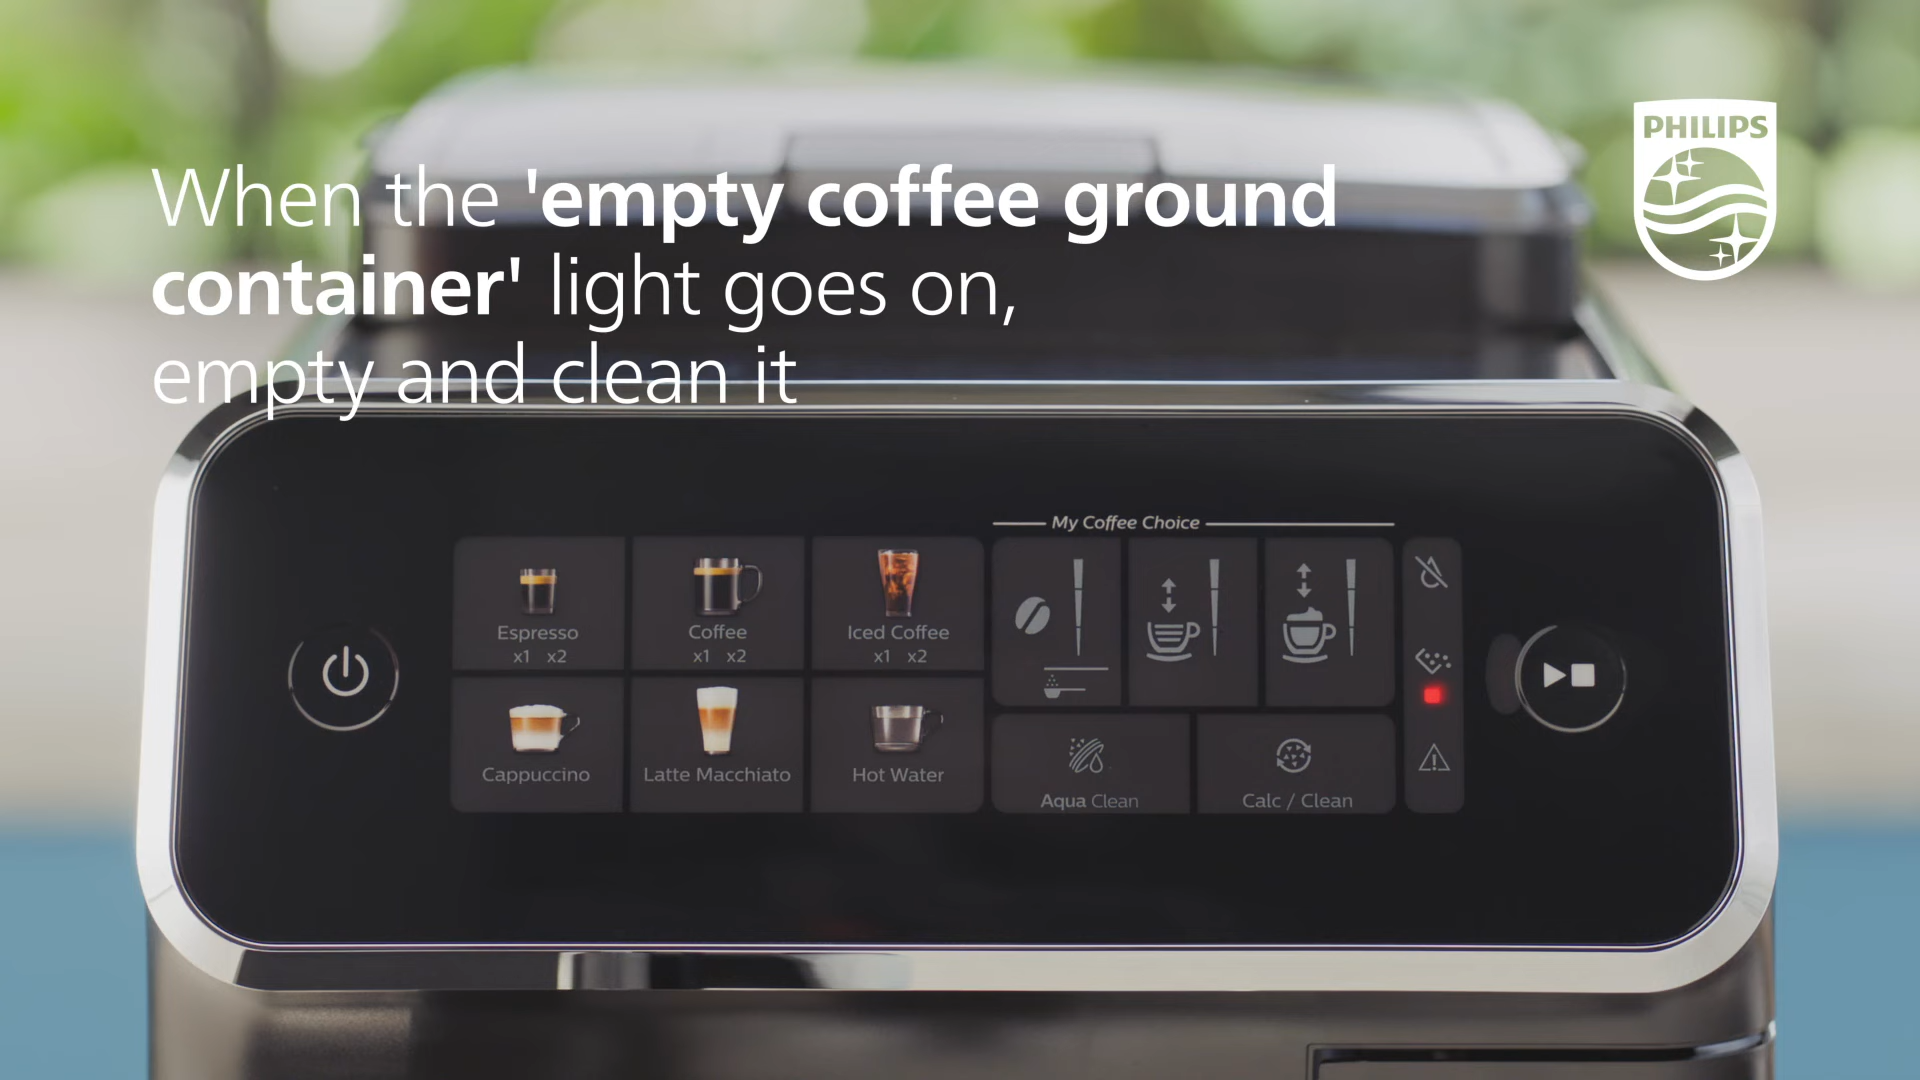 When the 'empty coffee ground
container' light goes on,
empty and clean it
PHILIPS
My Coffee Choice
Espresso
x1 x2
Coffee
x1 x2
Iced Coffee
x1 x2
Cappuccino
Latte Macchiato
Hot Water
Aqua Clean
Calc / Clean